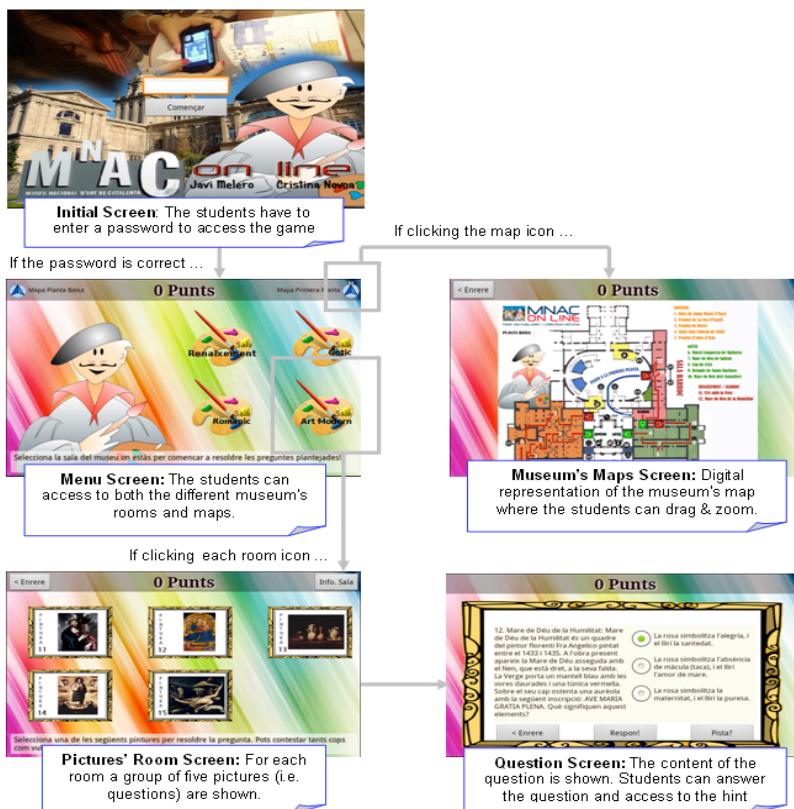 Començar
MNAC on line
MUSEU NACIONAL D'ART DE CATALUNYA
Javi Melero Cristina Novoa
Initial Screen: The students have to
enter a password to access the game
If clicking the map icon ...
If the password is correct ...
Mapa Planta Baixa
0 Punts
Mapa Primera Planta
Sala
Renaixement
Sala
Gòtic
Sala
Romànic
Sala
Art Modern
Selecciona la sala del museu on estàs per comencar a resoldre les preguntes plantejades!
Menu Screen: The students can
access to both the different museum's
rooms and maps.
< Enrere
0 Punts
MNAC
ON LINE
PLANTA BAIXA
SALA BARROC
Museum's Maps Screen: Digital
representation of the museum's map
where the students can drag & zoom.
If clicking each room icon ...
< Enrere
0 Punts
Info. Sala
PINTURA
11
PINTURA
12
PINTURA
13
PINTURA
14
PINTURA
15
Selecciona una de les següents pintures per resoldre la pregunta. Pots contestar tants cops
com vul
Pictures' Room Screen: For each
room a group of five pictures (i.e.
questions) are shown.
0 Punts
12. Mare de Déu de la Humilitat: Mare
de Déu de la Humilitat és un quadre
del pintor florentí Fra Angelico pintat
entre el 1433 i 1435. A l'obra present
apareix la Mare de Déu asseguda amb
el Nen, que està dret, a la seva falda.
La Verge porta un mantell blau amb les
vores daurades i una túnica vermella.
Sobre el seu cap ostenta una aurèola
amb la següent inscripció: AVE MARIA
GRATIA PLENA. Què signifiquen aquest
elements?
La rosa simbolitza l'alegria, i
el lliri la santedat.
La rosa simbolitza l'absència
de màcula (taca), i el lliri
l'amor de mare.
La rosa simbolitza la
maternitat, i el lliri la puresa.
< Enrere
Respon!
Pista?
Question Screen: The content of the
question is shown. Students can answer
the question and access to the hint